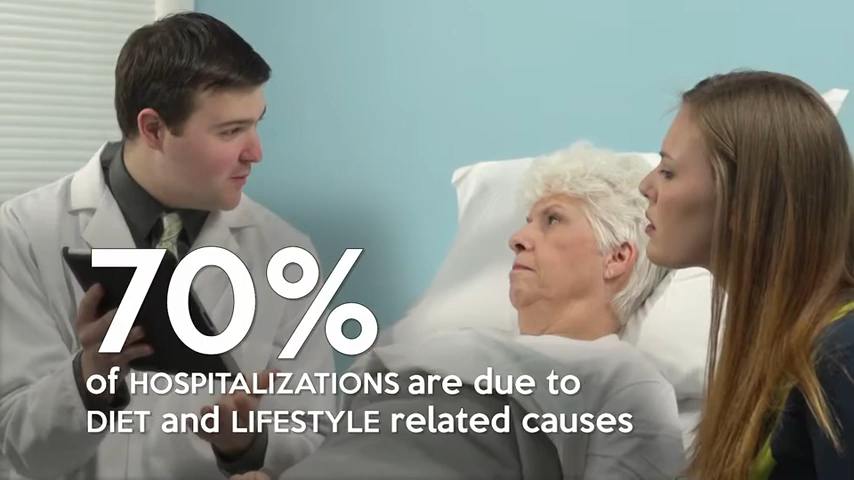 70%
of HOSPITALIZATIONS are due to
DIET and LIFESTYLE related causes